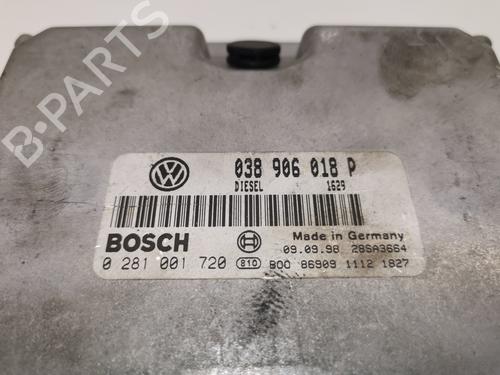 B-PARTS
038 906 018 P
DIESEL 1629
BOSCH Made in Germany
09.09.98 28SA3664
0 281 001 720 810 BOO 86909 1112 1827